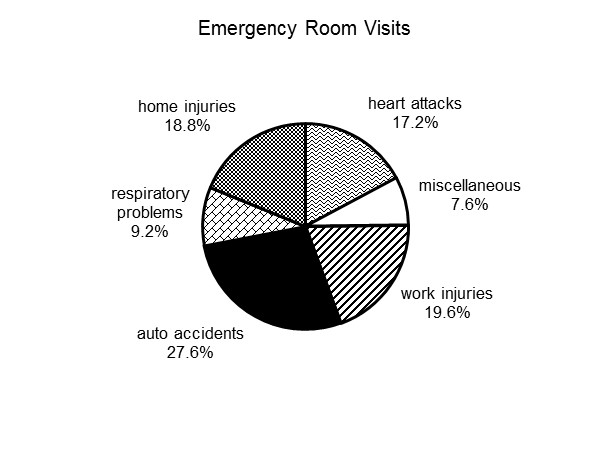 Emergency Room Visits
heart attacks
17.2%
miscellaneous
7.6%
work injuries
19.6%
auto accidents
27.6%
respiratory
problems
9.2%
home injuries
18.8%